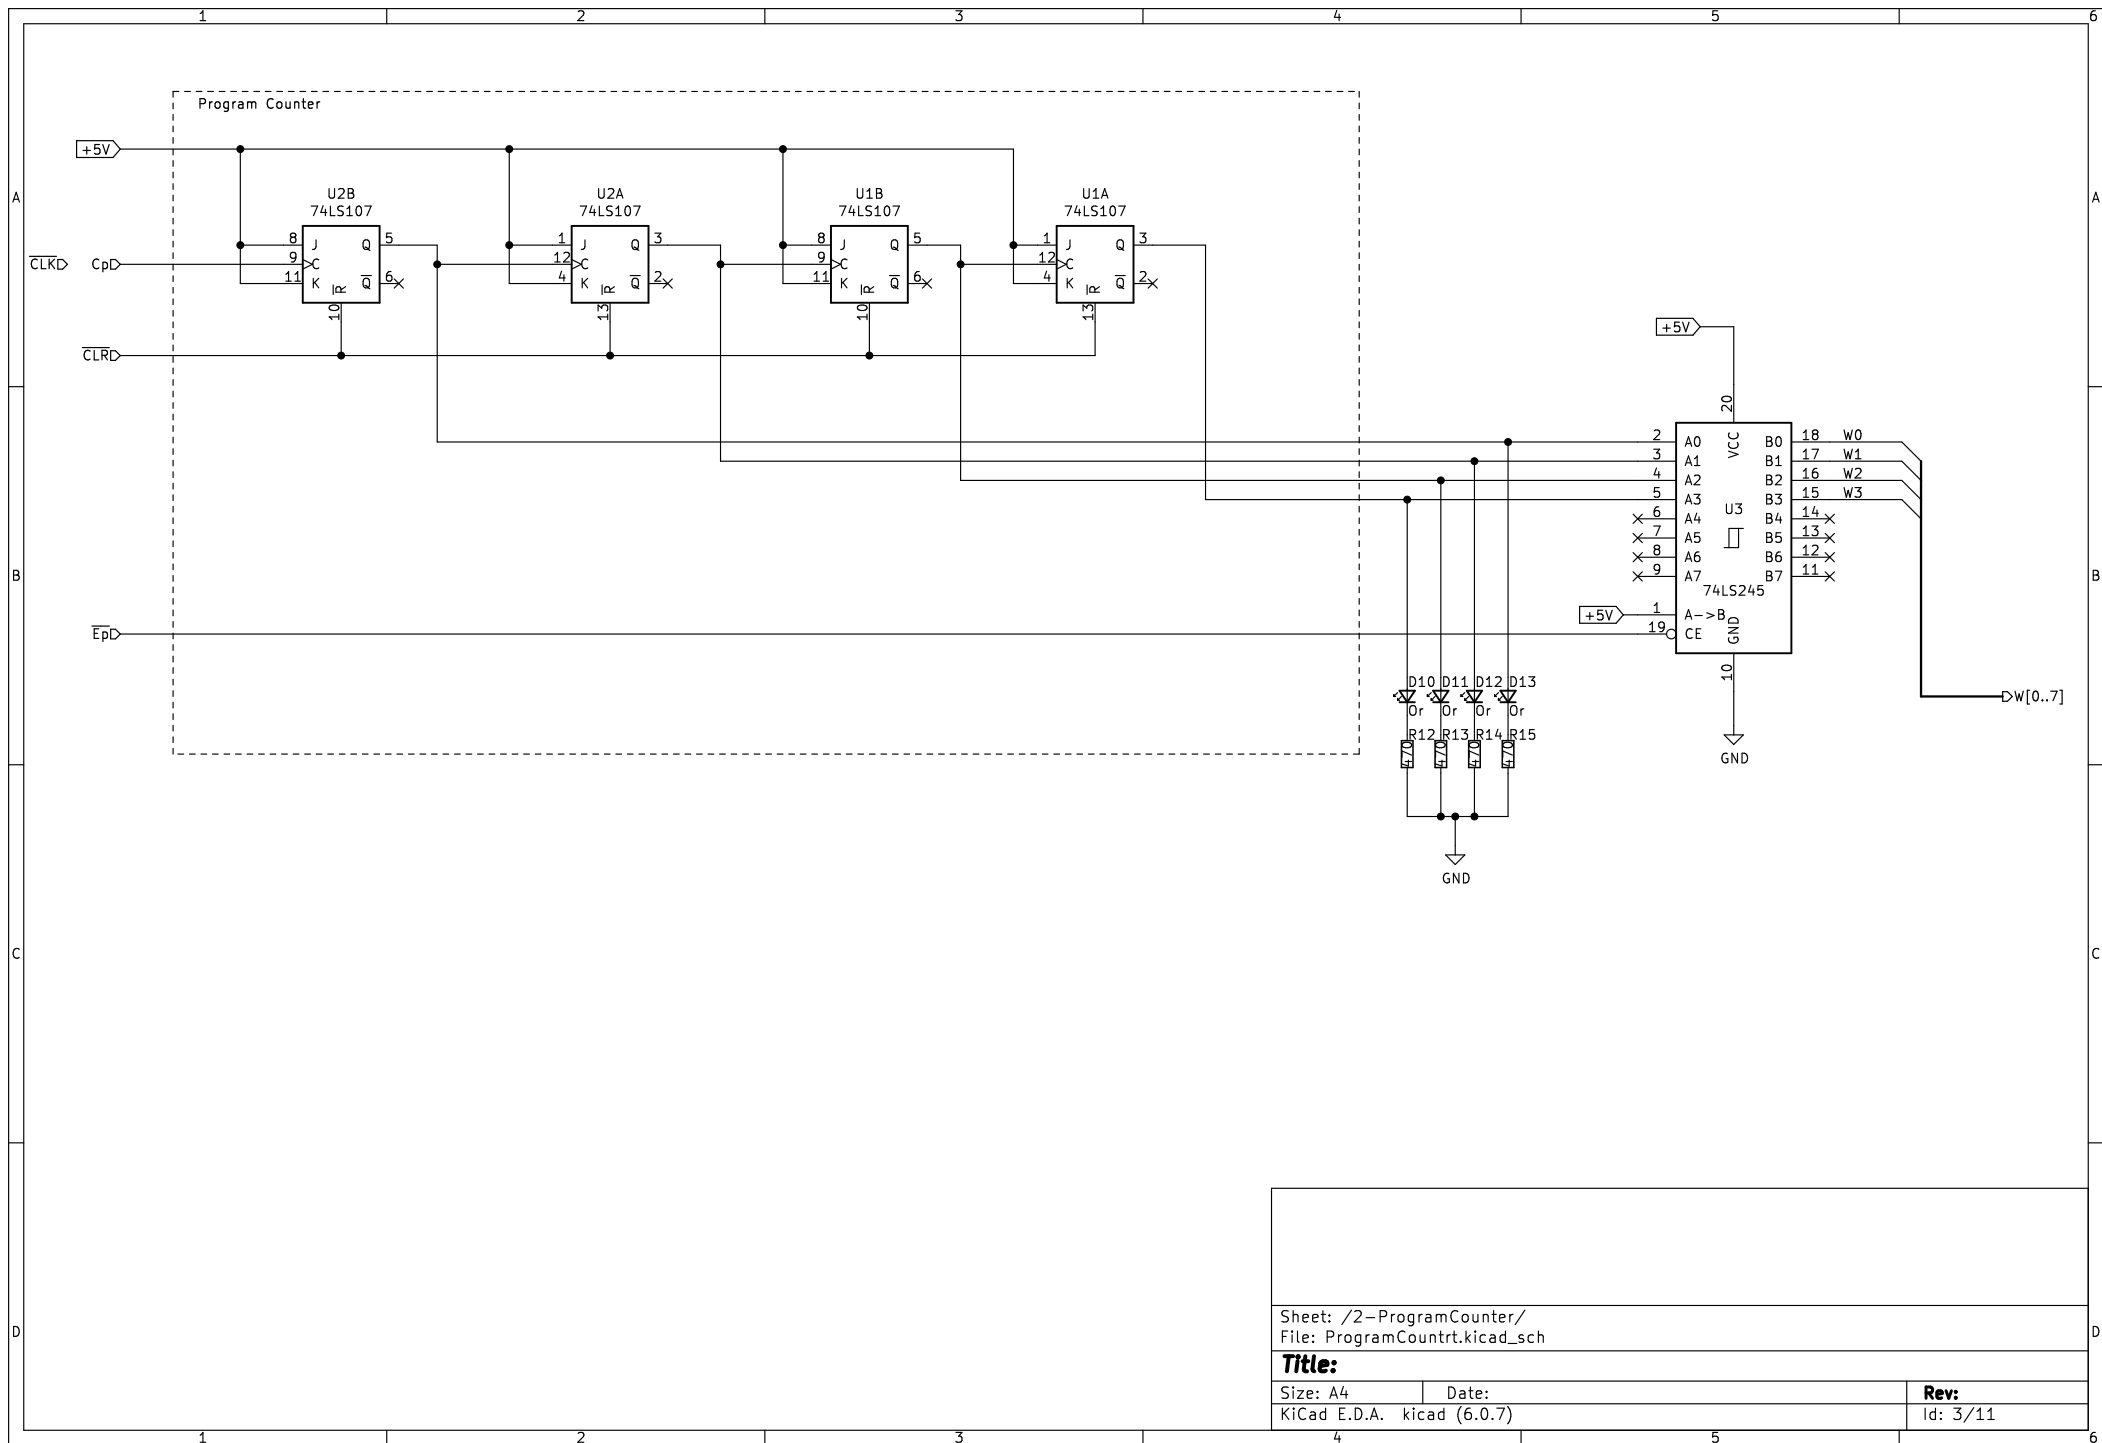 1 2 3 4 5 6
Program Counter
+5V
A A
U2B U2A U1B U1A
74LS107 74LS107 74LS107 74LS107
8 J Q 5 1 J Q 3 8 J Q 5 1 J Q 3
CLK Cp 9 C 12 C 9 C 12 C
11 K Q 6 4 K Q 2 11 K Q 6 4 K Q 2
R R R R
10 13 10 13
+5V
CLR
20
VCC
2 A0 B0 18 W0
3 A1 B1 17 W1
4 A2 B2 16 W2
5 A3 B3 15 W3
U3
6 A4 B4 14
7 A5 B5 13
8 A6 B6 12
B 9 A7 B7 11 B
74LS245
+5V 1 A->B
Ep 19 CE GND
10
D10 D11 D12 D13
W[0..7]
Or Or Or Or
R12 R13 R14 R15
470 470 470 470
GND
GND
C C
Sheet: /2-ProgramCounter/
File: ProgramCountrt.kicad_sch
D D
Title:
Size: A4 Date: Rev:
KiCad E.D.A. kicad (6.0.7) Id: 3/11
1 2 3 4 5 6